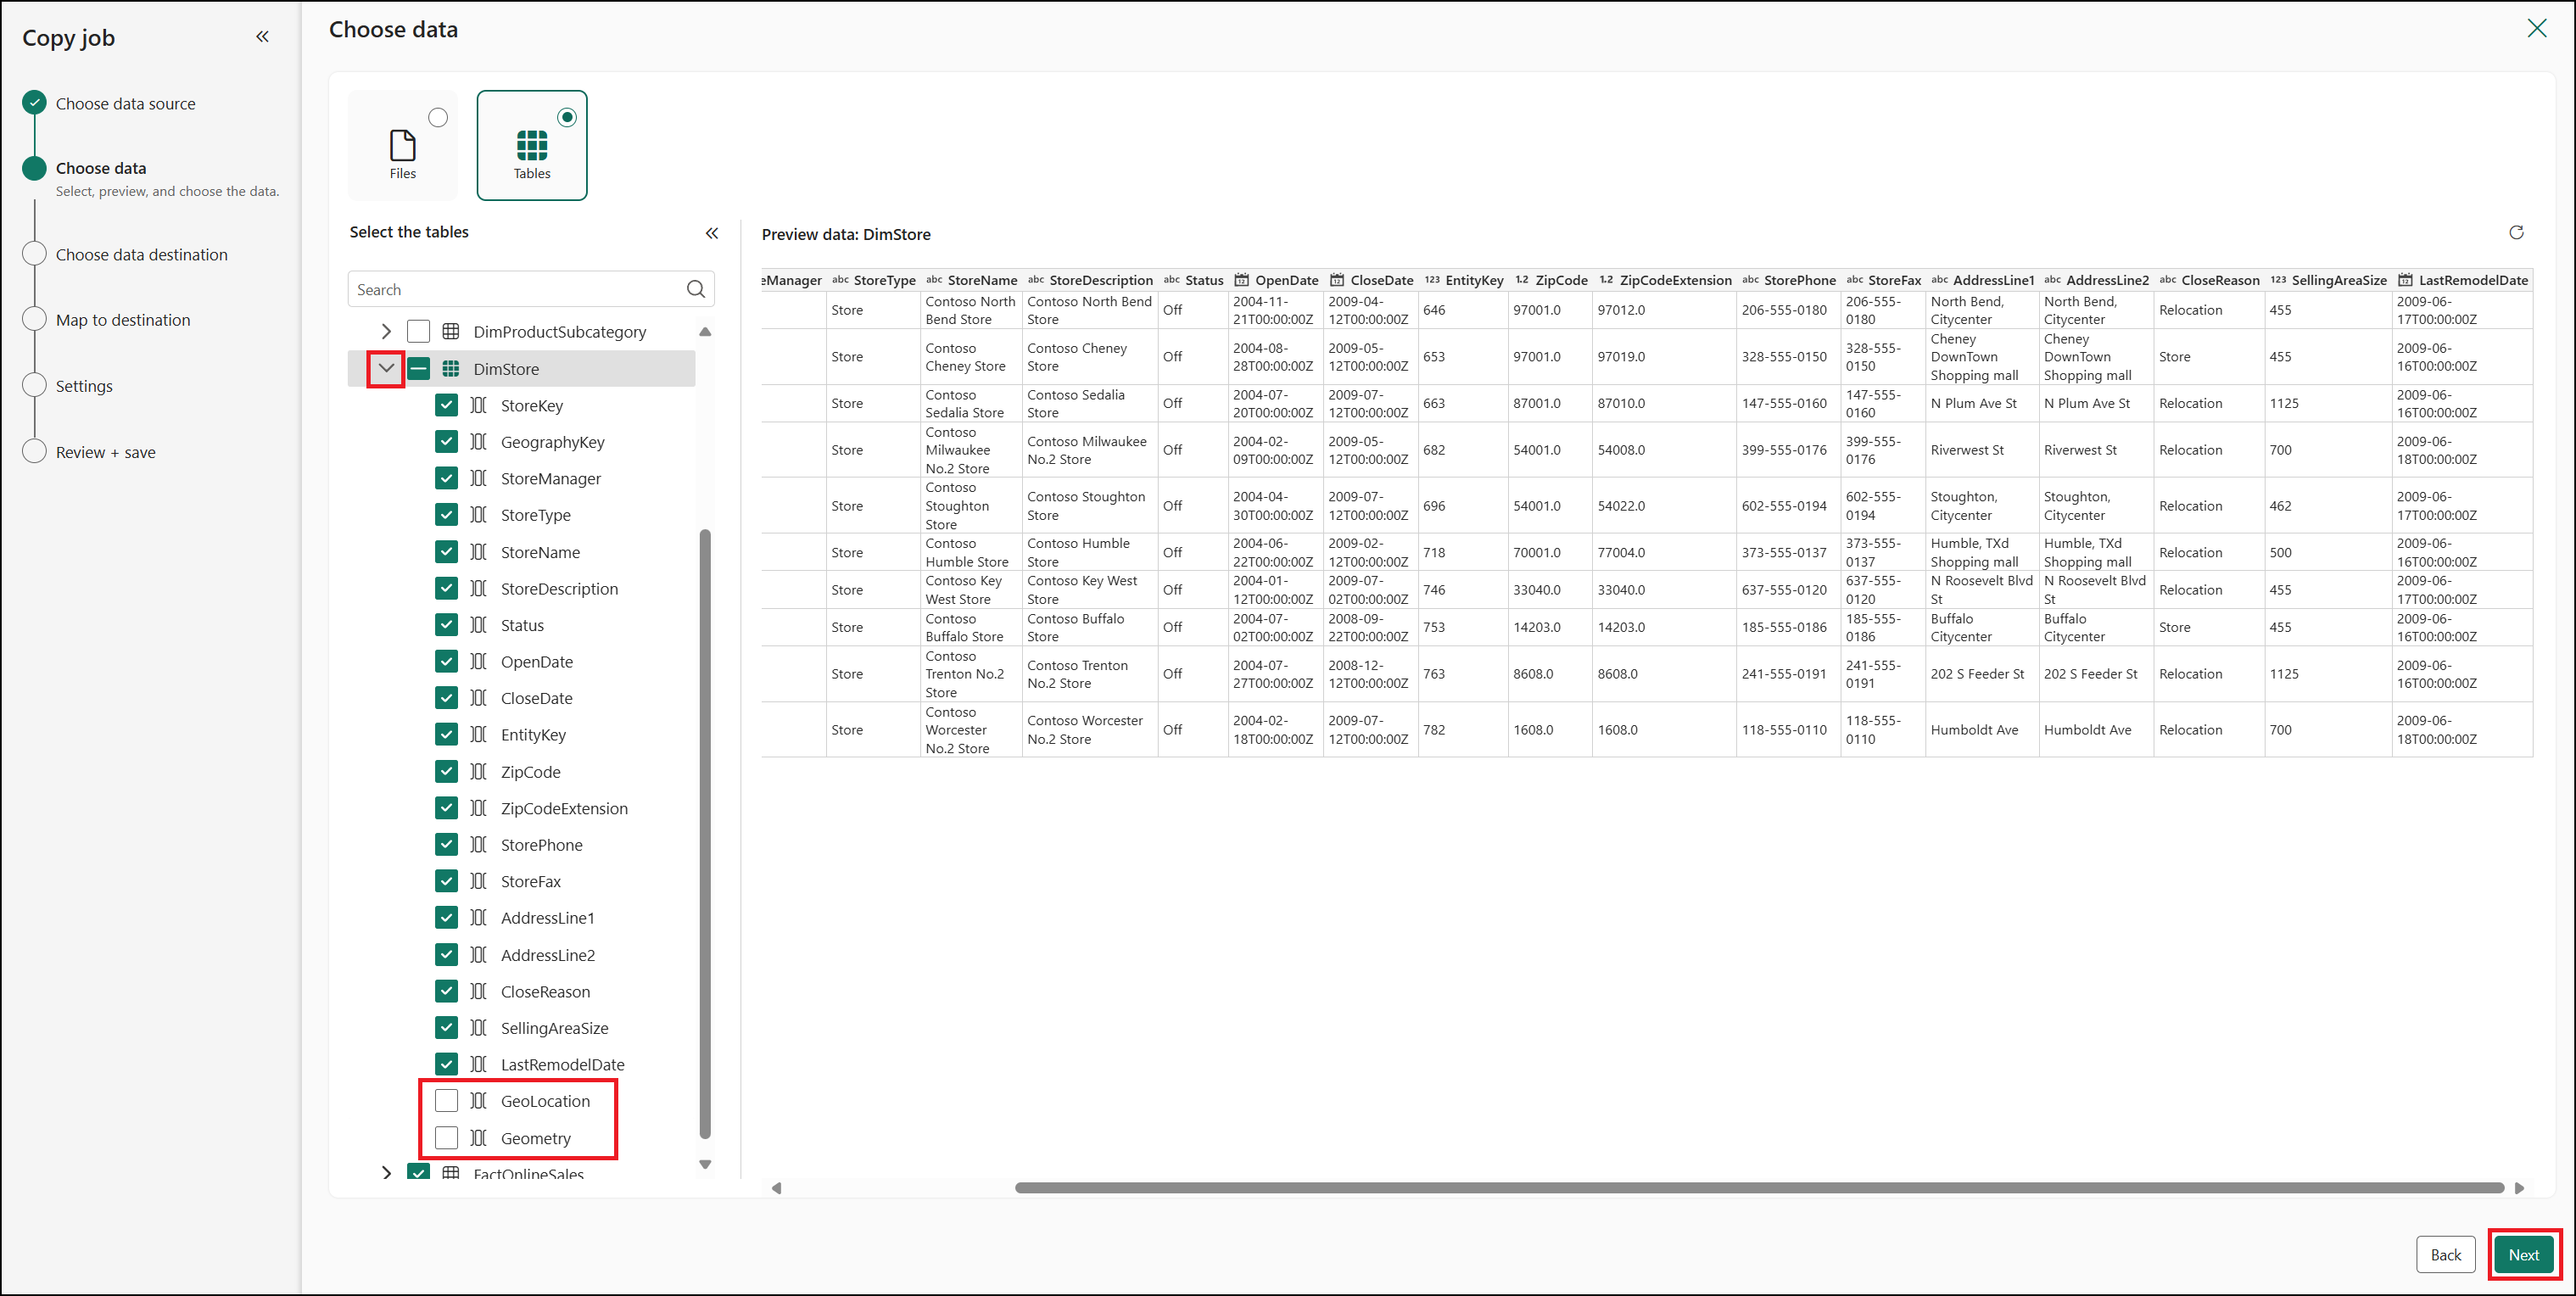 Copy job
Choose data source
Choose data
Select, preview, and choose the data.
Choose data destination
Map to destination
Settings
Review + save
Choose data
Files
Tables
Select the tables
Search
DimProductSubcategory
DimStore
StoreKey
GeographyKey
StoreManager
StoreType
StoreName
StoreDescription
Status
OpenDate
CloseDate
EntityKey
ZipCode
ZipCodeExtension
StorePhone
StoreFax
AddressLine1
AddressLine2
CloseReason
SellingAreaSize
LastRemodelDate
GeoLocation
Geometry
FactOnlineSales
Preview data: DimStore
eManager abc StoreType abc StoreName abc StoreDescription abc Status 12 OpenDate 12 CloseDate 123 EntityKey 1.2 ZipCode 1.2 ZipCodeExtension abc StorePhone abc StoreFax abc AddressLine1 abc AddressLine2 abc CloseReason 123 SellingAreaSize 12 LastRemodelDate
Store Contoso North Bend Store Contoso North Bend Store Off 2004-11-21T00:00:00Z 2009-04-12T00:00:00Z 646 97001.0 97012.0 206-555-0180 206-555-0180 North Bend, Citycenter North Bend, Citycenter Relocation 455 2009-06-17T00:00:00Z
Store Contoso Cheney Store Contoso Cheney Store Off 2004-08-28T00:00:00Z 2009-05-12T00:00:00Z 653 97001.0 97019.0 328-555-0150 328-555-0150 Cheney DownTown Shopping mall Cheney DownTown Shopping mall Store 455 2009-06-16T00:00:00Z
Store Contoso Sedalia Store Contoso Sedalia Store Off 2004-07-20T00:00:00Z 2009-07-12T00:00:00Z 663 87001.0 87010.0 147-555-0160 147-555-0160 N Plum Ave St N Plum Ave St Relocation 1125 2009-06-16T00:00:00Z
Store Contoso Milwaukee No.2 Store Contoso Milwaukee No.2 Store Off 2004-02-09T00:00:00Z 2009-05-12T00:00:00Z 682 54001.0 54008.0 399-555-0176 399-555-0176 Riverwest St Riverwest St Relocation 700 2009-06-18T00:00:00Z
Store Contoso Stoughton Store Contoso Stoughton Store Off 2004-04-30T00:00:00Z 2009-07-12T00:00:00Z 696 54001.0 54022.0 602-555-0194 602-555-0194 Stoughton, Citycenter Stoughton, Citycenter Relocation 462 2009-06-17T00:00:00Z
Store Contoso Humble Store Contoso Humble Store Off 2004-06-22T00:00:00Z 2009-02-12T00:00:00Z 718 70001.0 77004.0 373-555-0137 373-555-0137 Humble, TXd Shopping mall Humble, TXd Shopping mall Relocation 500 2009-06-16T00:00:00Z
Store Contoso Key West Store Contoso Key West Store Off 2004-01-12T00:00:00Z 2009-07-02T00:00:00Z 746 33040.0 33040.0 637-555-0120 637-555-0120 N Roosevelt Blvd St N Roosevelt Blvd St Relocation 455 2009-06-17T00:00:00Z
Store Contoso Buffalo Store Contoso Buffalo Store Off 2004-07-02T00:00:00Z 2008-09-22T00:00:00Z 753 14203.0 14203.0 185-555-0186 185-555-0186 Buffalo Citycenter Buffalo Citycenter Store 455 2009-06-16T00:00:00Z
Store Contoso Trenton No.2 Store Contoso Trenton No.2 Store Off 2004-07-27T00:00:00Z 2008-12-12T00:00:00Z 763 8608.0 8608.0 241-555-0191 241-555-0191 202 S Feeder St 202 S Feeder St Relocation 1125 2009-06-16T00:00:00Z
Store Contoso Worcester No.2 Store Contoso Worcester No.2 Store Off 2004-02-18T00:00:00Z 2009-07-12T00:00:00Z 782 1608.0 1608.0 118-555-0110 118-555-0110 Humboldt Ave Humboldt Ave Relocation 700 2009-06-18T00:00:00Z
Back
Next